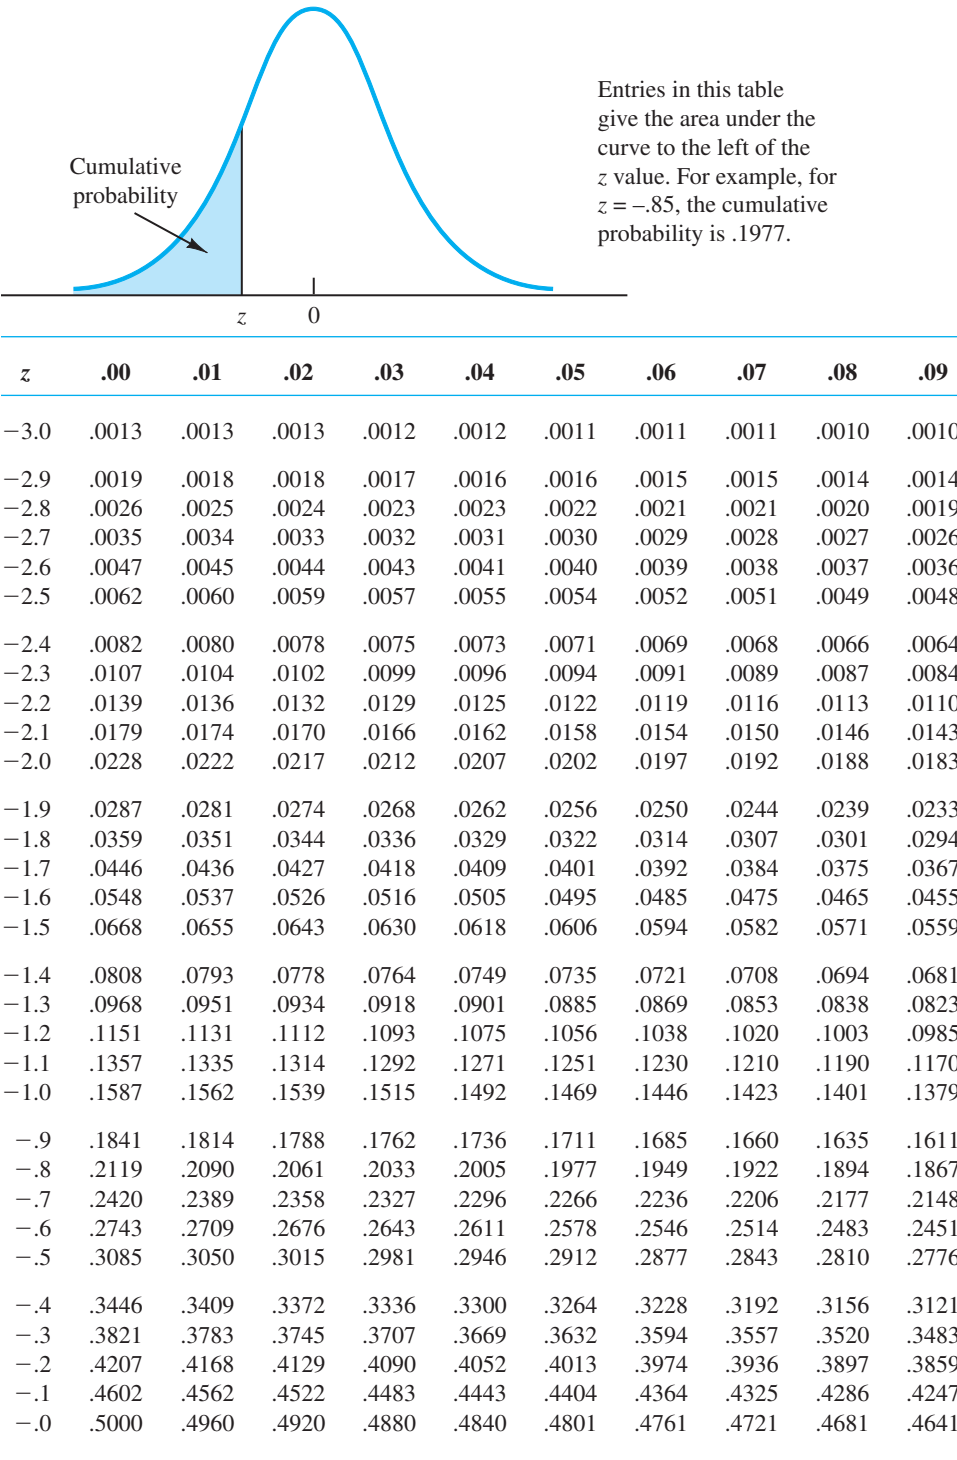 Entries in this table
give the area under the
curve to the left of the
z value. For example, for
z = –.85, the cumulative
probability is .1977.
Cumulative
probability
z 0
z .00 .01 .02 .03 .04 .05 .06 .07 .08 .09
−3.0 .0013 .0013 .0013 .0012 .0012 .0011 .0011 .0011 .0010 .0010
−2.9 .0019 .0018 .0018 .0017 .0016 .0016 .0015 .0015 .0014 .0014
−2.8 .0026 .0025 .0024 .0023 .0023 .0022 .0021 .0021 .0020 .0019
−2.7 .0035 .0034 .0033 .0032 .0031 .0030 .0029 .0028 .0027 .0026
−2.6 .0047 .0045 .0044 .0043 .0041 .0040 .0039 .0038 .0037 .0036
−2.5 .0062 .0060 .0059 .0057 .0055 .0054 .0052 .0051 .0049 .0048
−2.4 .0082 .0080 .0078 .0075 .0073 .0071 .0069 .0068 .0066 .0064
−2.3 .0107 .0104 .0102 .0099 .0096 .0094 .0091 .0089 .0087 .0084
−2.2 .0139 .0136 .0132 .0129 .0125 .0122 .0119 .0116 .0113 .0110
−2.1 .0179 .0174 .0170 .0166 .0162 .0158 .0154 .0150 .0146 .0143
−2.0 .0228 .0222 .0217 .0212 .0207 .0202 .0197 .0192 .0188 .0183
−1.9 .0287 .0281 .0274 .0268 .0262 .0256 .0250 .0244 .0239 .0233
−1.8 .0359 .0351 .0344 .0336 .0329 .0322 .0314 .0307 .0301 .0294
−1.7 .0446 .0436 .0427 .0418 .0409 .0401 .0392 .0384 .0375 .0367
−1.6 .0548 .0537 .0526 .0516 .0505 .0495 .0485 .0475 .0465 .0455
−1.5 .0668 .0655 .0643 .0630 .0618 .0606 .0594 .0582 .0571 .0559
−1.4 .0808 .0793 .0778 .0764 .0749 .0735 .0721 .0708 .0694 .0681
−1.3 .0968 .0951 .0934 .0918 .0901 .0885 .0869 .0853 .0838 .0823
−1.2 .1151 .1131 .1112 .1093 .1075 .1056 .1038 .1020 .1003 .0985
−1.1 .1357 .1335 .1314 .1292 .1271 .1251 .1230 .1210 .1190 .1170
−1.0 .1587 .1562 .1539 .1515 .1492 .1469 .1446 .1423 .1401 .1379
−.9 .1841 .1814 .1788 .1762 .1736 .1711 .1685 .1660 .1635 .1611
−.8 .2119 .2090 .2061 .2033 .2005 .1977 .1949 .1922 .1894 .1867
−.7 .2420 .2389 .2358 .2327 .2296 .2266 .2236 .2206 .2177 .2148
−.6 .2743 .2709 .2676 .2643 .2611 .2578 .2546 .2514 .2483 .2451
−.5 .3085 .3050 .3015 .2981 .2946 .2912 .2877 .2843 .2810 .2776
−.4 .3446 .3409 .3372 .3336 .3300 .3264 .3228 .3192 .3156 .3121
−.3 .3821 .3783 .3745 .3707 .3669 .3632 .3594 .3557 .3520 .3483
−.2 .4207 .4168 .4129 .4090 .4052 .4013 .3974 .3936 .3897 .3859
−.1 .4602 .4562 .4522 .4483 .4443 .4404 .4364 .4325 .4286 .4247
−.0 .5000 .4960 .4920 .4880 .4840 .4801 .4761 .4721 .4681 .4641